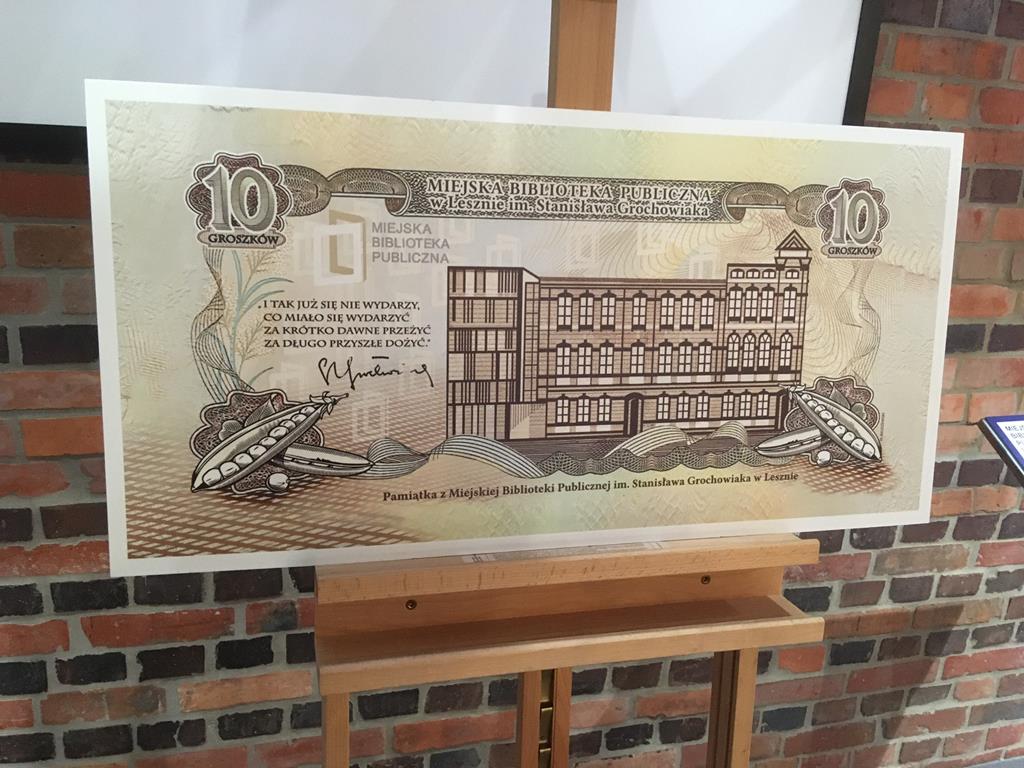 10
GROSZKÓW
MIEJSKA BIBLIOTEKA PUBLICZNA
w Lesznie im. Stanisława Grochowiaka
10
GROSZKÓW
MIEJSKA
BIBLIOTEKA
PUBLICZNA
„I TAK JUŻ SIĘ NIE WYDARZY,
CO MIAŁO SIĘ WYDARZYĆ
ZA KRÓTKO DAWNE PRZEŻYĆ
ZA DŁUGO PRZYSZŁE DOŻYĆ."
Pamiątka z Miejskiej Biblioteki Publicznej im. Stanisława Grochowiaka w Lesznie